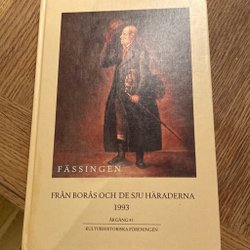 FÄSSINGEN
FRÅN BORÅS OCH DE SJU HÄRADERNA
1993
ÅRGÅNG 41
KULTURHISTORISKA FÖRENINGEN